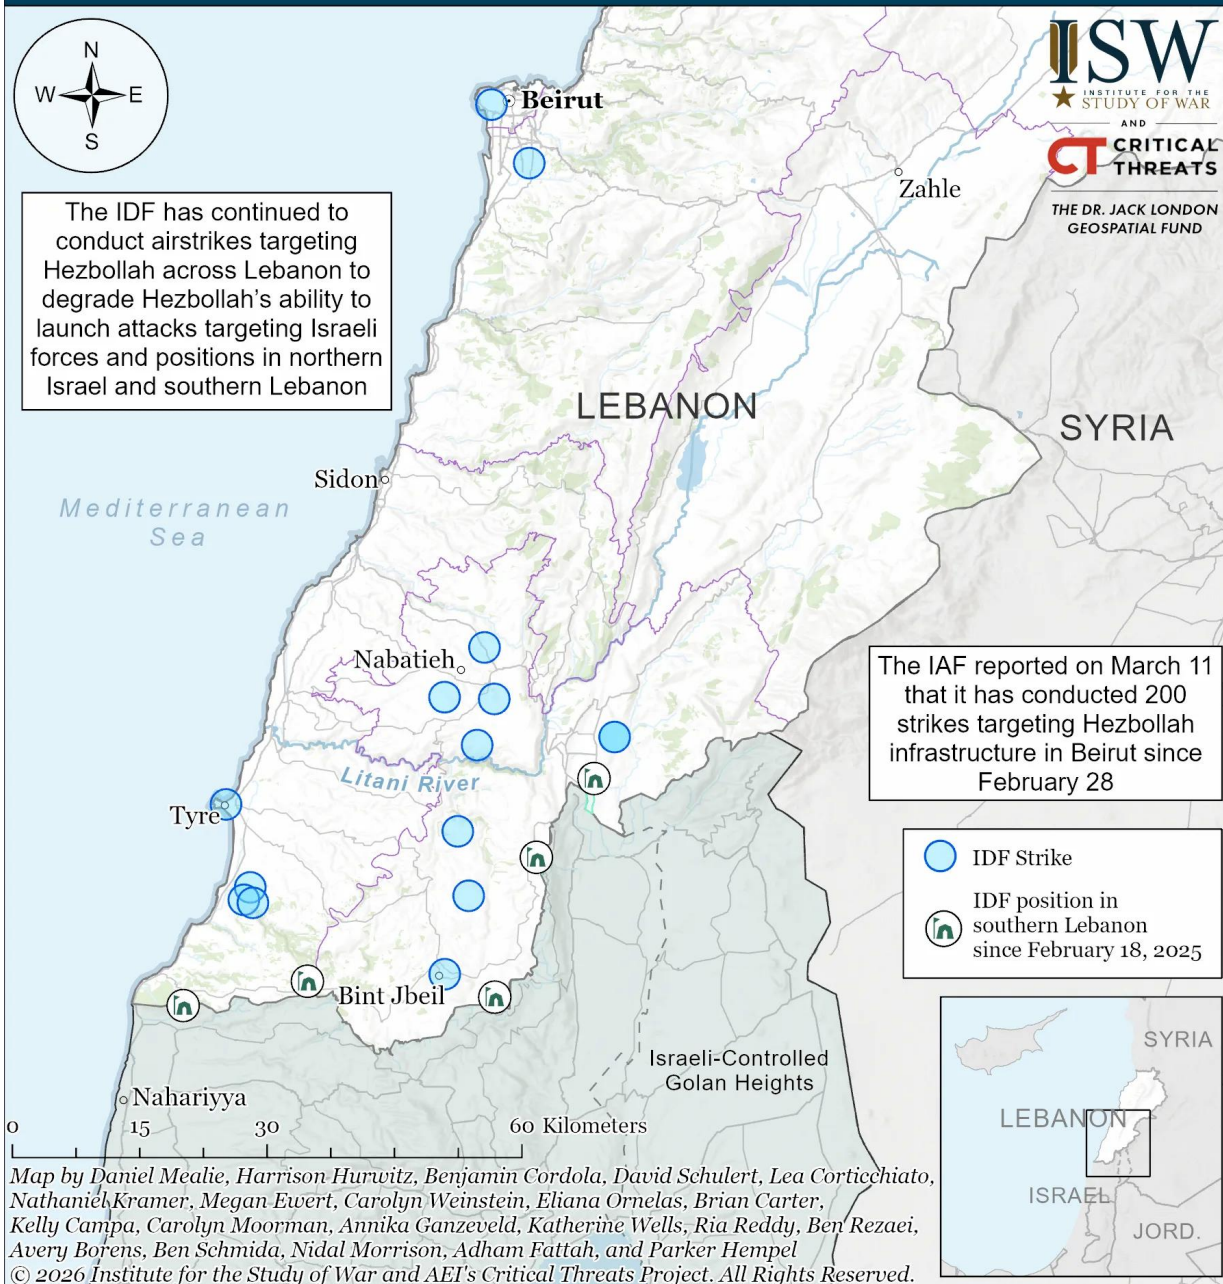 N
W E
S
Beirut
ISW
INSTITUTE FOR THE
STUDY OF WAR
AND
CT CRITICAL
THREATS
THE DR. JACK LONDON
GEOSPATIAL FUND
Zahle
The IDF has continued to
conduct airstrikes targeting
Hezbollah across Lebanon to
degrade Hezbollah's ability to
launch attacks targeting Israeli
forces and positions in northern
Israel and southern Lebanon
LEBANON
SYRIA
Sidon
Mediterranean
Sea
Nabatieh
The IAF reported on March 11
that it has conducted 200
strikes targeting Hezbollah
infrastructure in Beirut since
February 28
Litani River
Tyre
IDF Strike
IDF position in
southern Lebanon
since February 18, 2025
Bint Jbeil
Israeli-Controlled
Golan Heights
Nahariyya
0 15 30 60 Kilometers
SYRIA
LEBANON
ISRAEL
JORD.
Map by Daniel Mealie, Harrison Hurwitz, Benjamin Cordola, David Schulert, Lea Corticchiato,
Nathaniel Kramer, Megan Ewert, Carolyn Weinstein, Eliana Ornelas, Brian Carter,
Kelly Campa, Carolyn Moorman, Annika Ganzeveld, Katherine Wells, Ria Reddy, Ben Rezaei,
Avery Borens, Ben Schmida, Nidal Morrison, Adham Fattah, and Parker Hempel
© 2026 Institute for the Study of War and AEI's Critical Threats Project. All Rights Reserved.